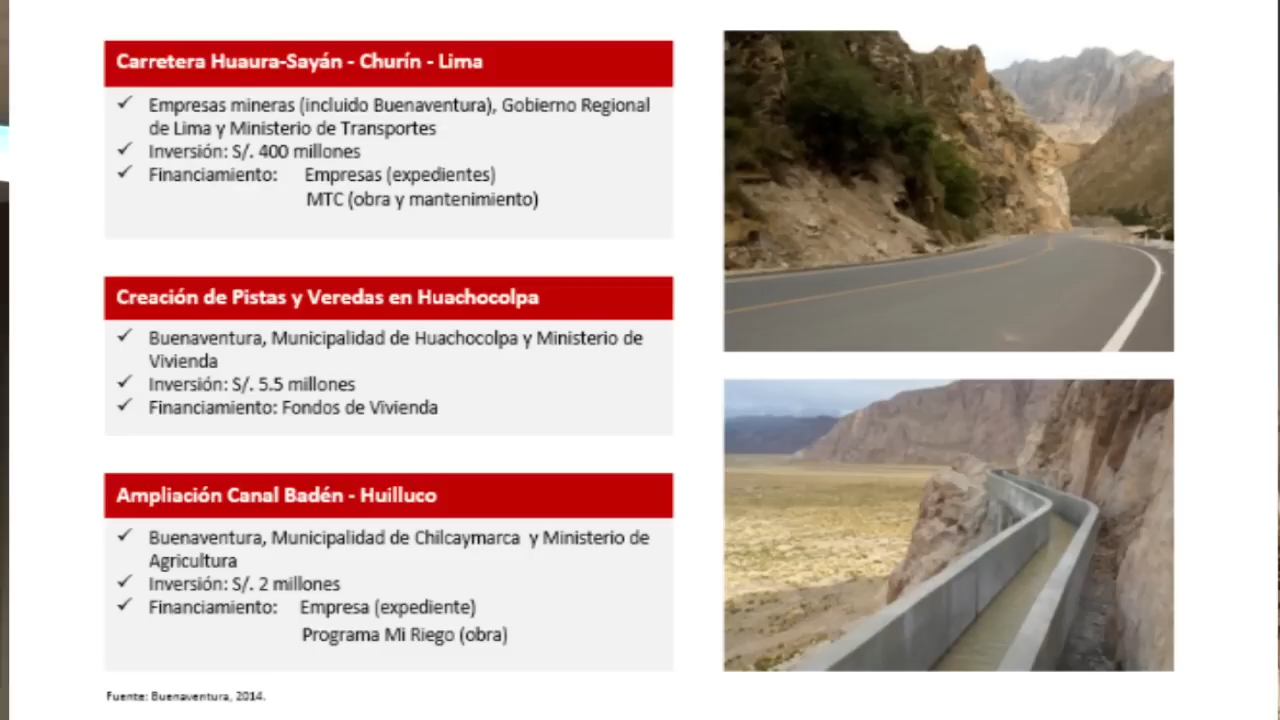 Carretera Huaura-Sayán - Churín - Lima
✓ Empresas mineras (incluido Buenaventura), Gobierno Regional
de Lima y Ministerio de Transportes
✓ Inversión: S/. 400 millones
✓ Financiamiento: Empresas (expedientes)
MTC (obra y mantenimiento)
Creación de Pistas y Veredas en Huachocolpa
✓ Buenaventura, Municipalidad de Huachocolpa y Ministerio de
Vivienda
✓ Inversión: S/. 5.5 millones
✓ Financiamiento: Fondos de Vivienda
Ampliación Canal Badén - Huilluco
✓ Buenaventura, Municipalidad de Chilcaymarca y Ministerio de
Agricultura
✓ Inversión: S/. 2 millones
✓ Financiamiento: Empresa (expediente)
Programa Mi Riego (obra)
Fuente: Buenaventura, 2014.